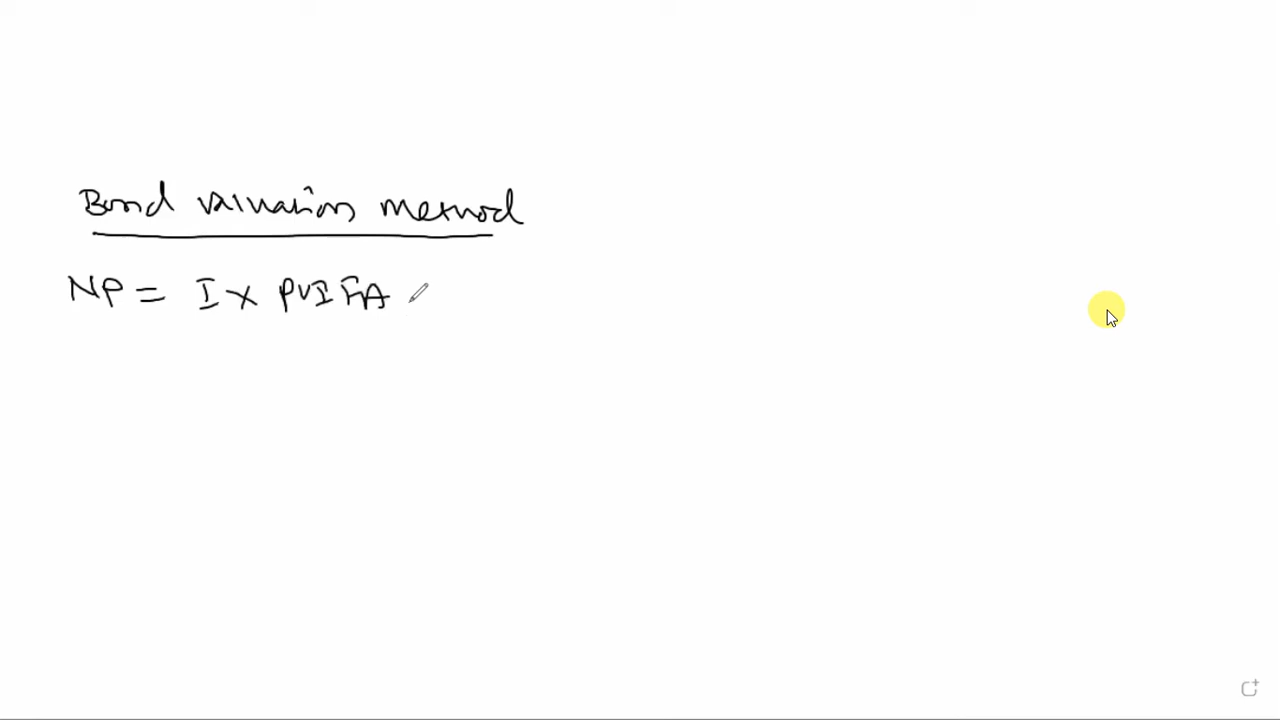 Bond valuation method
NP = I X PVIFA